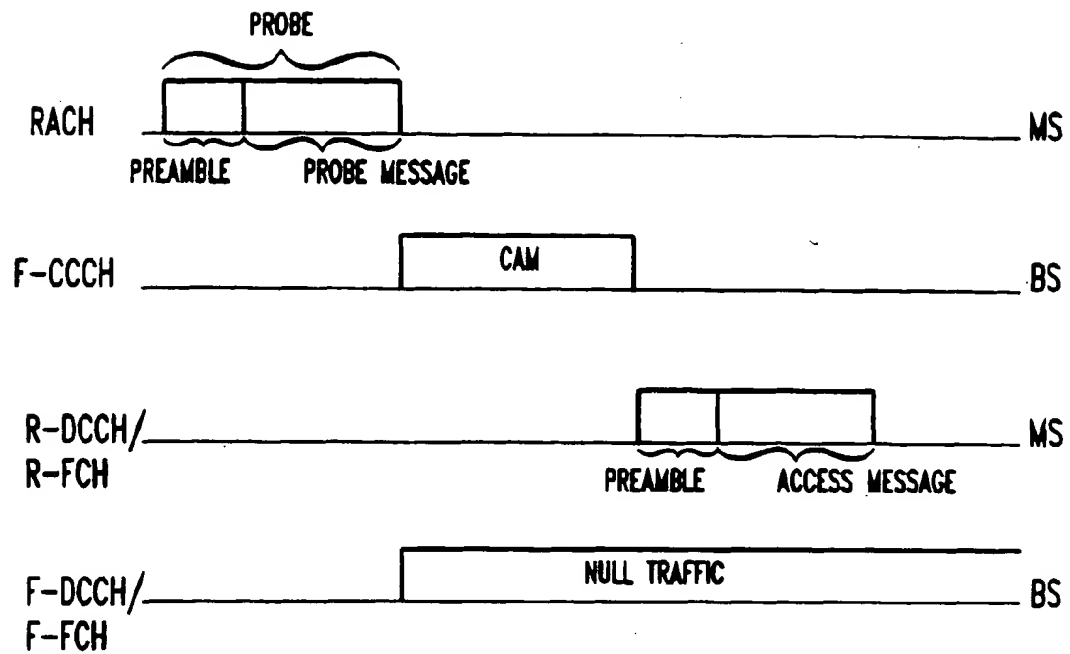 PROBE
RACH
MS
PREAMBLE
PROBE MESSAGE
F-CCCH
CAM
BS
R-DCCH/
R-FCH
MS
PREAMBLE
ACCESS MESSAGE
F-DCCH/
F-FCH
NULL TRAFFIC
BS